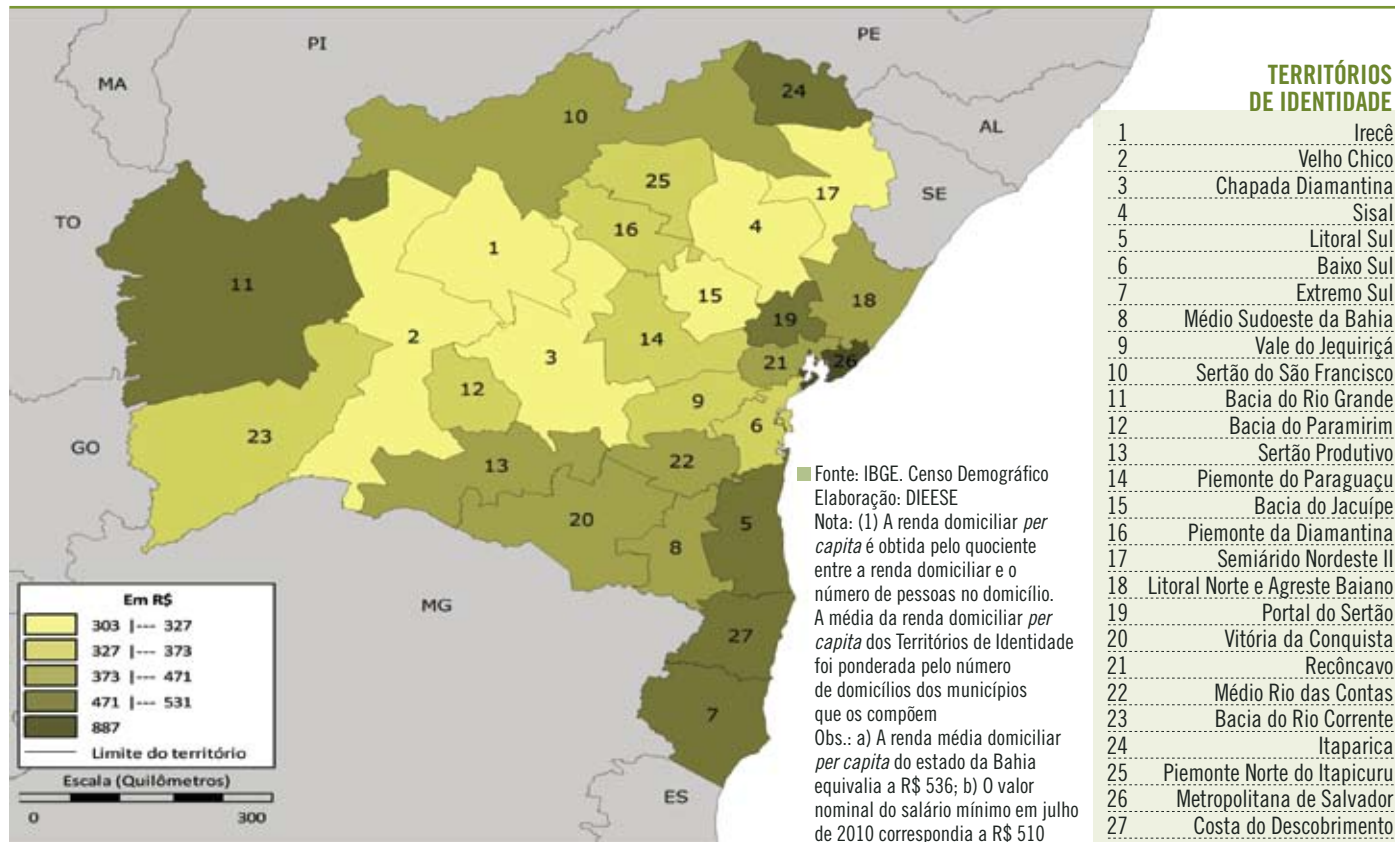 PI
PE
MA
24
10
AL
25
17
TO
SE
16
4
1
11
15
18
19
2
14
3
21
26
12
9
6
23
GO
13
22
20
5
8
MG
27
7
ES
Em R$
303 |--- 327
327 |--- 373
373 |--- 471
471 |--- 531
887
Limite do território
Escala (Quilômetros)
0 300
Fonte: IBGE. Censo Demográfico
Elaboração: DIEESE
Nota: (1) A renda domiciliar per
capita é obtida pelo quociente
entre a renda domiciliar e o
número de pessoas no domicílio.
A média da renda domiciliar per
capita dos Territórios de Identidade
foi ponderada pelo número
de domicílios dos municípios
que os compõem
Obs.: a) A renda média domiciliar
per capita do estado da Bahia
equivalia a R$ 536; b) O valor
nominal do salário mínimo em julho
de 2010 correspondia a R$ 510
TERRITÓRIOS
DE IDENTIDADE
1 Irecê
2 Velho Chico
3 Chapada Diamantina
4 Sisal
5 Litoral Sul
6 Baixo Sul
7 Extremo Sul
8 Médio Sudoeste da Bahia
9 Vale do Jequiriçá
10 Sertão do São Francisco
11 Bacia do Rio Grande
12 Bacia do Paramirim
13 Sertão Produtivo
14 Piemonte do Paraguaçu
15 Bacia do Jacuípe
16 Piemonte da Diamantina
17 Semiárido Nordeste II
18 Litoral Norte e Agreste Baiano
19 Portal do Sertão
20 Vitória da Conquista
21 Recôncavo
22 Médio Rio das Contas
23 Bacia do Rio Corrente
24 Itaparica
25 Piemonte Norte do Itapicuru
26 Metropolitana de Salvador
27 Costa do Descobrimento